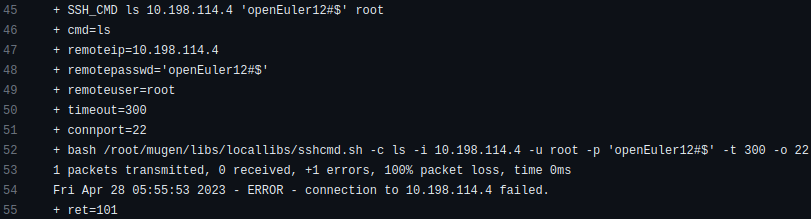 45 + SSH_CMD ls 10.198.114.4 'openEuler12#$' root
46 + cmd=ls
47 + remoteip=10.198.114.4
48 + remotepasswd='openEuler12#$'
49 + remoteuser=root
50 + timeout=300
51 + connport=22
52 + bash /root/mugen/libs/locallibs/sshcmd.sh -c ls -i 10.198.114.4 -u root -p 'openEuler12#$' -t 300 -o 22
53 1 packets transmitted, 0 received, +1 errors, 100% packet loss, time 0ms
54 Fri Apr 28 05:55:53 2023 - ERROR - connection to 10.198.114.4 failed.
55 + ret=101